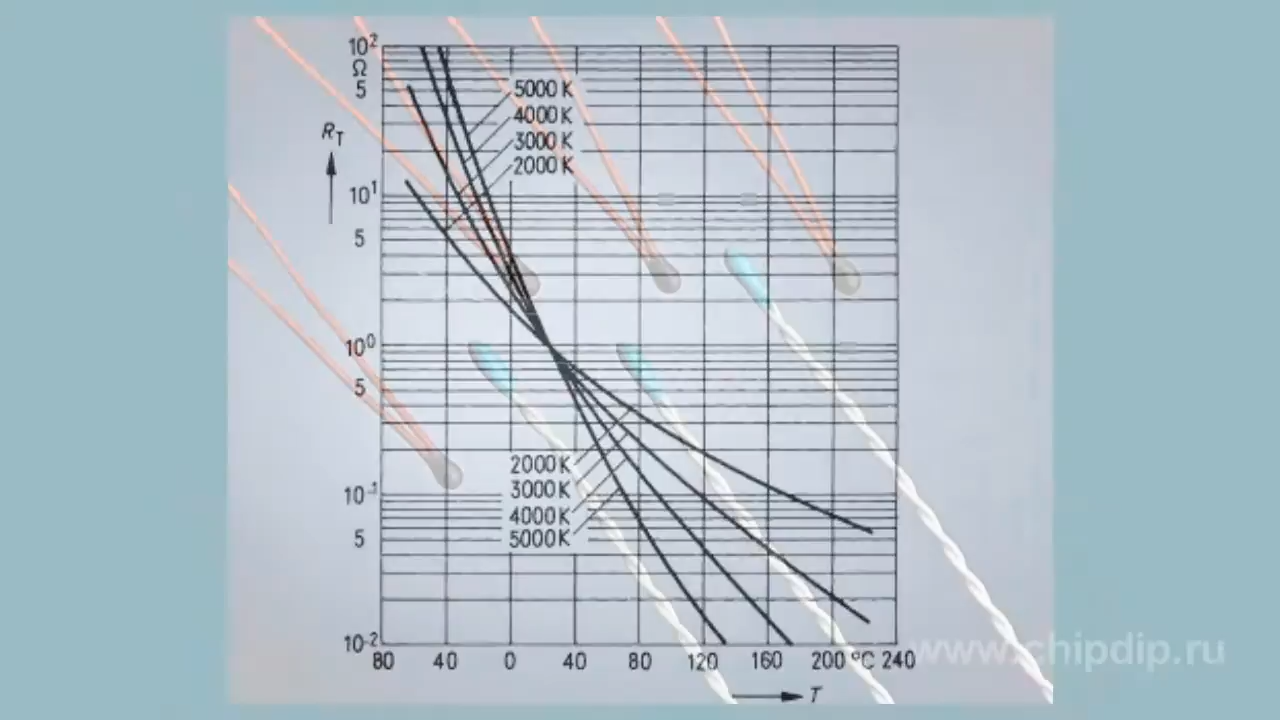 10²
Ω
5
R_T
10¹
5
10⁰
5
10⁻¹
5
10⁻²
5000 K
4000 K
3000 K
2000 K
2000 K
3000 K
4000 K
5000 K
80 40 0 40 80 120 160 200 °C 240
T
www.chipdip.ru